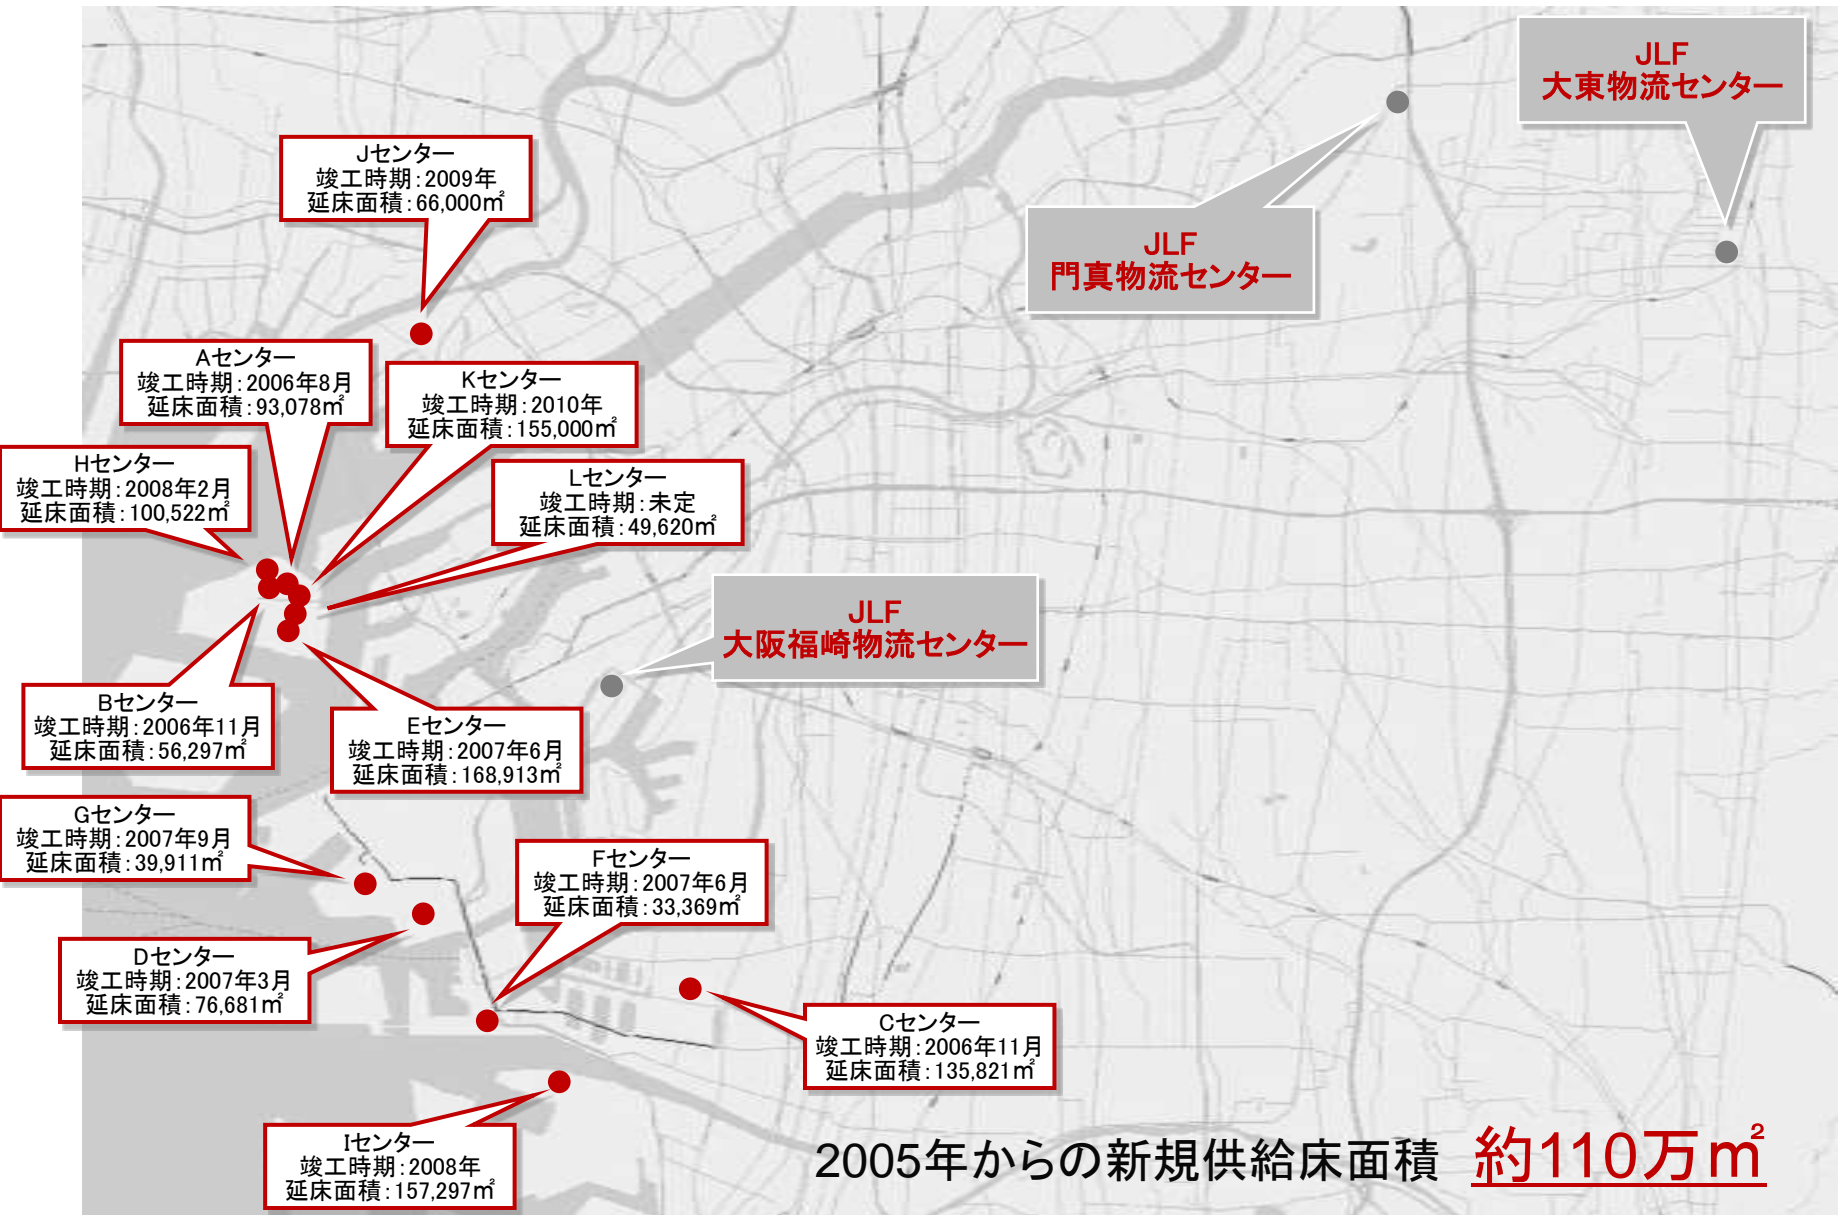 JLF
大東物流センター
Jセンター
竣工時期：2009年
延床面積：66,000㎡
JLF
門真物流センター
Aセンター
竣工時期：2006年8月
延床面積：93,078㎡
Kセンター
竣工時期：2010年
延床面積：155,000㎡
Hセンター
竣工時期：2008年2月
延床面積：100,522㎡
Lセンター
竣工時期：未定
延床面積：49,620㎡
JLF
大阪福崎物流センター
Bセンター
竣工時期：2006年11月
延床面積：56,297㎡
Eセンター
竣工時期：2007年6月
延床面積：168,913㎡
Gセンター
竣工時期：2007年9月
延床面積：39,911㎡
Fセンター
竣工時期：2007年6月
延床面積：33,369㎡
Dセンター
竣工時期：2007年3月
延床面積：76,681㎡
Cセンター
竣工時期：2006年11月
延床面積：135,821㎡
Iセンター
竣工時期：2008年
延床面積：157,297㎡
2005年からの新規供給床面積 約110万㎡